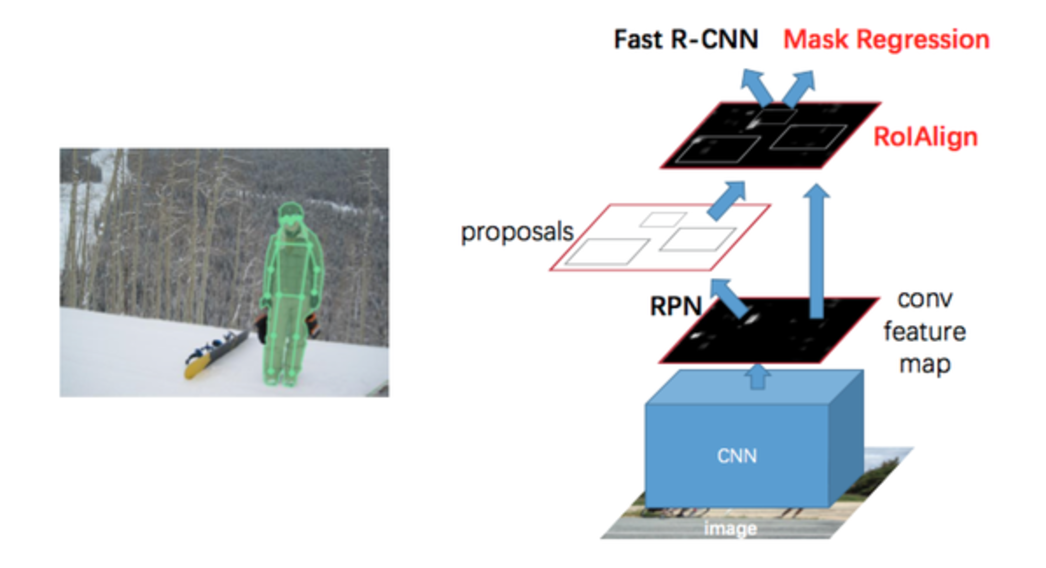 Fast R-CNN Mask Regression
RoIAlign
proposals
RPN
conv
feature
map
CNN
image